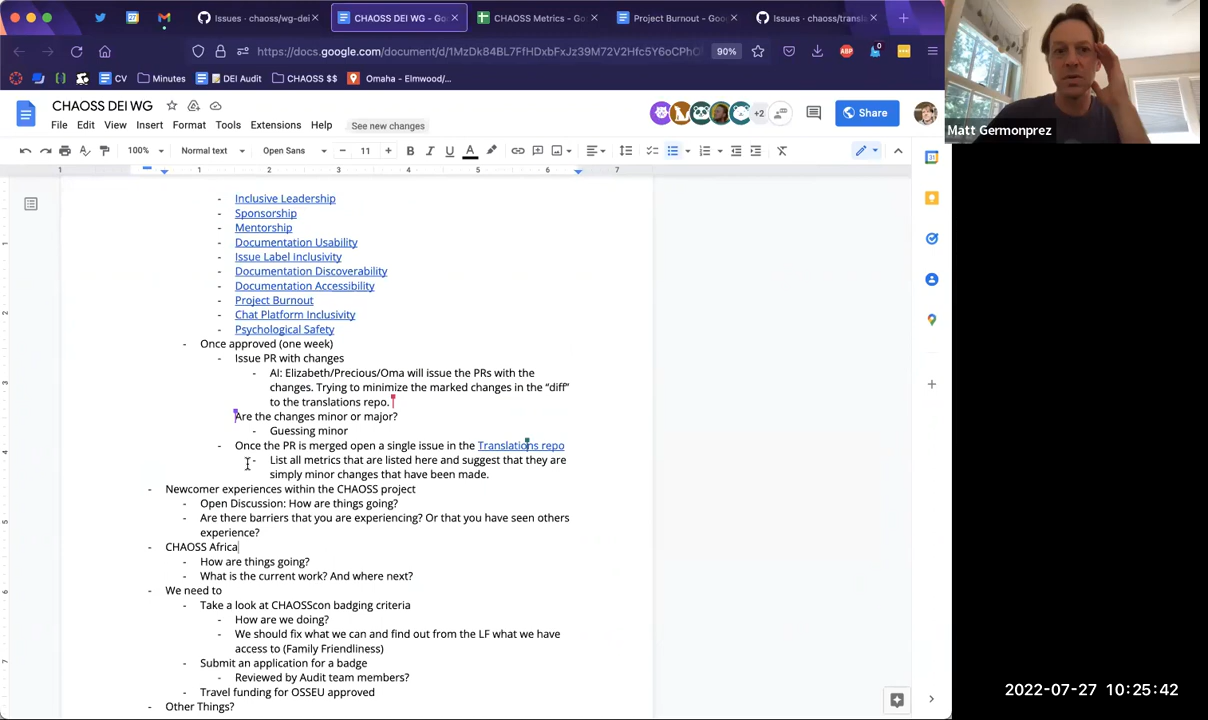 Issues · chaoss/wg-dei
CHAOSS DEI WG - Go
CHAOSS Metrics - Go
Project Burnout - Goo
Issues · chaoss/transl
https://docs.google.com/document/d/1MzDk84BL7FfHDxbFxJz39M72V2Hfc5Y6oCPh
90%
ABP
0
CV
Minutes
DEI Audit
CHAOSS $$
Omaha - Elmwood/...
CHAOSS DEI WG
File Edit View Insert Format Tools Extensions Help
See new changes
+2
Share
100%
Normal text
Open Sans
11
1 1 2 3 4 5 6 7
- Inclusive Leadership
- Sponsorship
- Mentorship
- Documentation Usability
- Issue Label Inclusivity
- Documentation Discoverability
- Documentation Accessibility
- Project Burnout
- Chat Platform Inclusivity
- Psychological Safety
- Once approved (one week)
- Issue PR with changes
- AI: Elizabeth/Precious/Oma will issue the PRs with the
changes. Trying to minimize the marked changes in the “diff”
to the translations repo.
Are the changes minor or major?
- Guessing minor
- Once the PR is merged open a single issue in the Translations repo
- List all metrics that are listed here and suggest that they are
simply minor changes that have been made.
- Newcomer experiences within the CHAOSS project
- Open Discussion: How are things going?
- Are there barriers that you are experiencing? Or that you have seen others
experience?
- CHAOSS Africa
- How are things going?
- What is the current work? And where next?
- We need to
- Take a look at CHAOSScon badging criteria
- How are we doing?
- We should fix what we can and find out from the LF what we have
access to (Family Friendliness)
- Submit an application for a badge
- Reviewed by Audit team members?
- Travel funding for OSSEU approved
- Other Things?
Matt Germonprez
2022-07-27 10:25:42